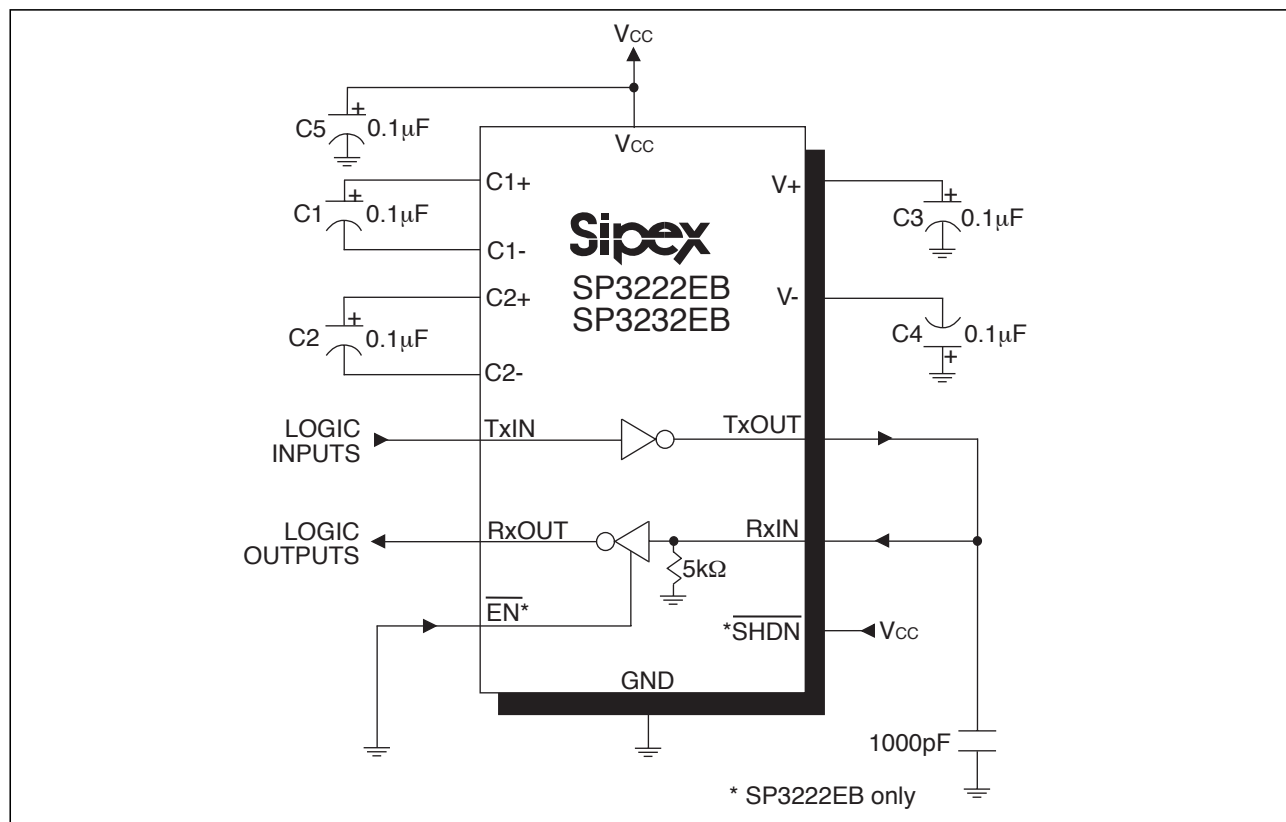 VCC
C5
+
0.1µF
VCC
C1+
C1
+
0.1µF
C1-
C2+
C2
+
0.1µF
C2-
Sipex
SP3222EB
SP3232EB
V+
+
C3
0.1µF
V-
C4
0.1µF
+
LOGIC
INPUTS
TxIN
TxOUT
LOGIC
OUTPUTS
RxOUT
RxIN
5kΩ
EN*
*SHDN
VCC
GND
1000pF
* SP3222EB only